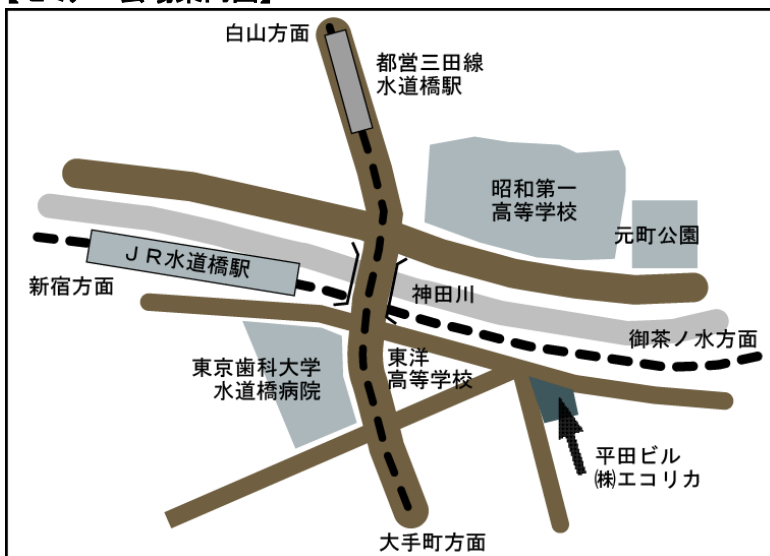 白山方面
都営三田線
水道橋駅
昭和第一
高等学校
元町公園
ＪＲ水道橋駅
新宿方面
神田川
御茶ノ水方面
東京歯科大学
水道橋病院
東洋
高等学校
平田ビル
㈱エコリカ
大手町方面